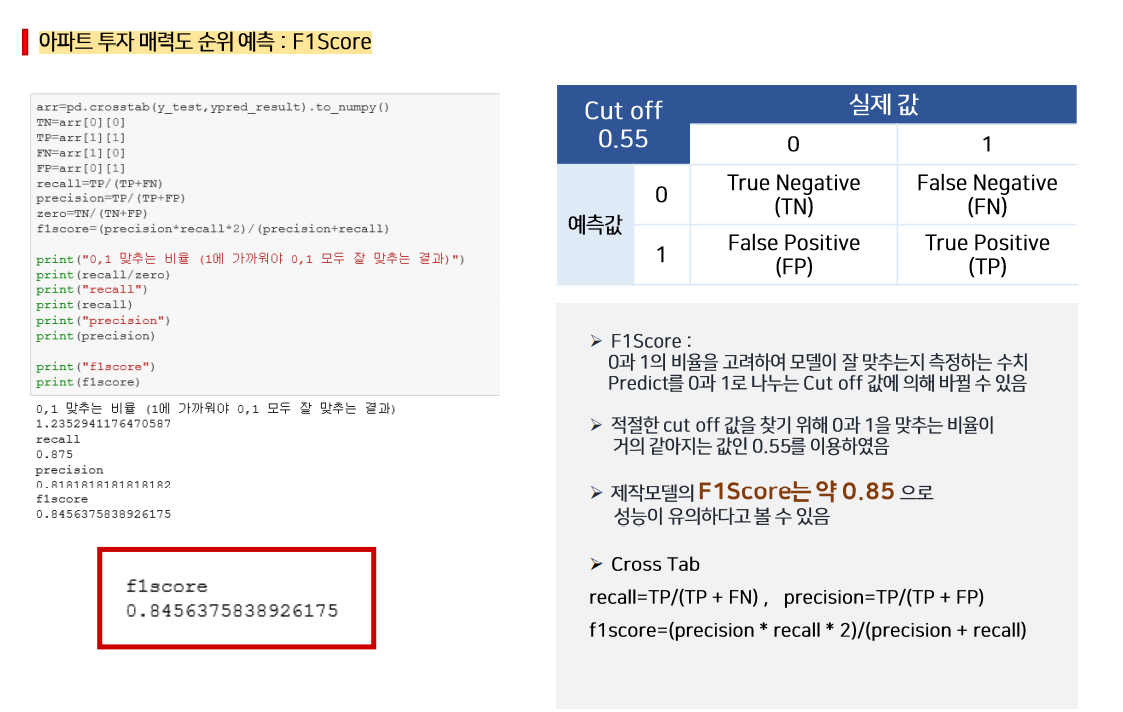 아파트 투자 매력도 순위 예측 : F1Score
arr=pd.crosstab(y_test,ypred_result).to_numpy()
TN=arr[0][0]
TP=arr[1][1]
FN=arr[1][0]
FP=arr[0][1]
recall=TP/(TP+FN)
precision=TP/(TP+FP)
zero=TN/(TN+FP)
f1score=(precision*recall*2)/(precision+recall)
print("0,1 맞추는 비율 (1에 가까워야 0,1 모두 잘 맞추는 결과)")
print(recall/zero)
print("recall")
print(recall)
print("precision")
print(precision)
print("f1score")
print(f1score)
0,1 맞추는 비율 (1에 가까워야 0,1 모두 잘 맞추는 결과)
1.2352941176470587
recall
0.875
precision
0.8181818181818182
f1score
0.8456375838926175
f1score
0.8456375838926175
Cut off
0.55
실제 값
0
1
예측값
0
True Negative
(TN)
False Negative
(FN)
1
False Positive
(FP)
True Positive
(TP)
➢ F1Score :
0과 1의 비율을 고려하여 모델이 잘 맞추는지 측정하는 수치
Predict를 0과 1로 나누는 Cut off 값에 의해 바뀔 수 있음
➢ 적절한 cut off 값을 찾기 위해 0과 1을 맞추는 비율이
거의 같아지는 값인 0.55를 이용하였음
➢ 제작모델의 F1Score는 약 0.85 으로
성능이 유의하다고 볼 수 있음
➢ Cross Tab
recall=TP/(TP + FN) , precision=TP/(TP + FP)
f1score=(precision * recall * 2)/(precision + recall)